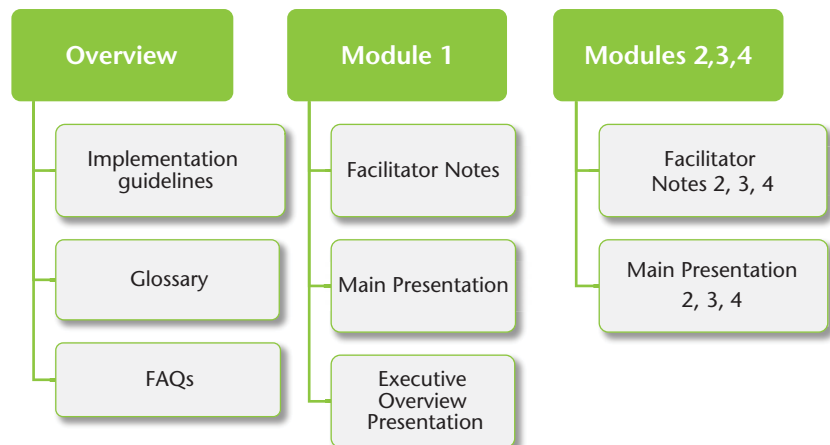 Overview
Implementation
guidelines
Glossary
FAQs
Module 1
Facilitator Notes
Main Presentation
Executive
Overview
Presentation
Modules 2,3,4
Facilitator
Notes 2, 3, 4
Main Presentation
2, 3, 4